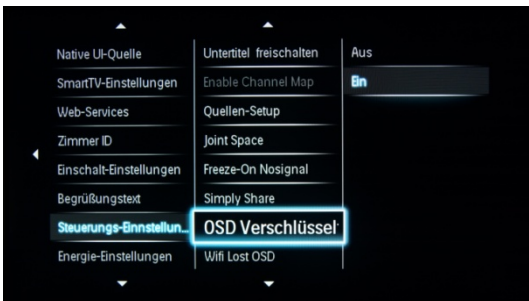 Native UI-Quelle
SmartTV-Einstellungen
Web-Services
Zimmer ID
Einschalt-Einstellungen
Begrüßungstext
Steuerungs-Einnstellun...
Energie-Einstellungen
Untertitel freischalten
Enable Channel Map
Quellen-Setup
Joint Space
Freeze-On Nosignal
Simply Share
OSD Verschlüssel
Wifi Lost OSD
Aus
Ein